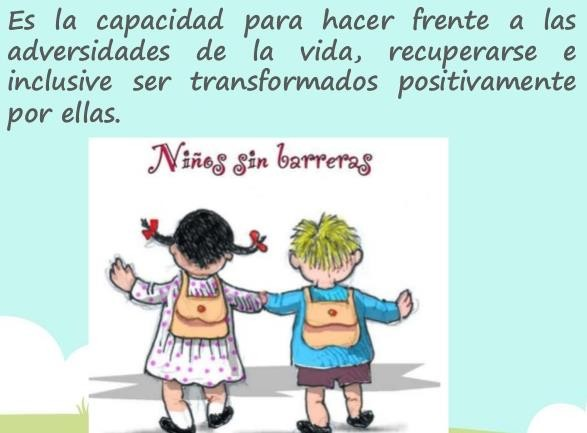 Es la capacidad para hacer frente a las
adversidades de la vida, recuperarse e
inclusive ser transformados positivamente
por ellas.
Niños sin barreras